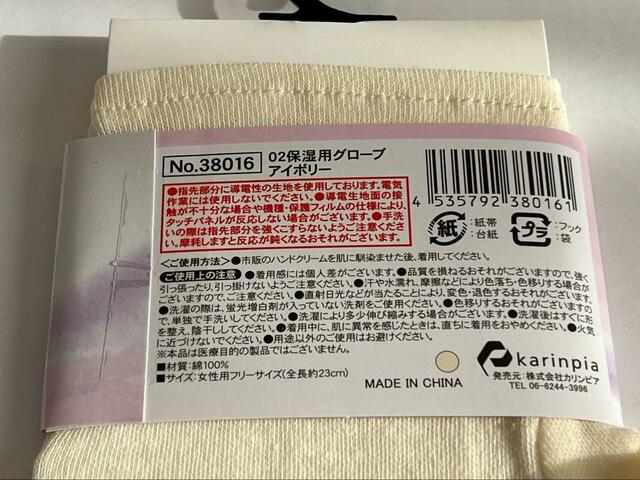 No.38016
02保湿用グローブ
アイボリー
●指先部分に導電性の生地を使用しております。電気
作業には使用しないでください。●導電生地面の接
触が不十分な場合や機種・保護フィルムの仕様により、
タッチパネルが反応しない場合がございます。●手洗
いの際は指先部分を強くこすらないようご注意くださ
い。摩耗しますと反応が鈍くなるおそれがございます。
4 535792 380161
紙
:紙帯
:台紙
プラ
:フック
:袋
<ご使用方法>●市販のハンドクリームを肌に馴染ませた後、着用してください。
ご使用上の注意 ●着用感には個人差がございます。●品質を損ねるおそれがございますので、強く
引っ張ったり、引っ掛けないようご注意ください。●汗や水濡れ、摩擦などにより色落ち・色移りする場合が
ございますので、ご注意ください。●直射日光などが当たることにより、変色・退色するおそれがございます。
●洗濯の際は、蛍光増白剤が入っていない洗剤をご使用ください。●色移りするおそれがございますの
で、単独で手洗いしてください。●洗濯により多少伸び縮みする場合がございます。●洗濯後はすぐに形
を整え、陰干ししてください。●着用中に、肌に異常を感じたときは、直ちに着用をおやめください。●火気
に近づけないでください。●用途以外のご使用はお避けください。
※本品は医療目的の製品ではございません。
■材質:綿100%
■サイズ:女性用フリーサイズ(全長約23cm)
MADE IN CHINA
karinpia
発売元:株式会社カリンピア
TEL 06-6244-3996